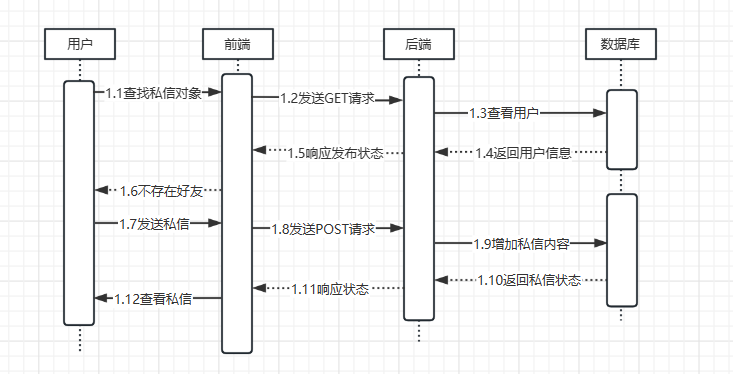 用户
前端
后端
数据库
1.1查找私信对象
1.2发送GET请求
1.3查看用户
1.4返回用户信息
1.5响应发布状态
1.6不存在好友
1.7发送私信
1.8发送POST请求
1.9增加私信内容
1.10返回私信状态
1.11响应状态
1.12查看私信